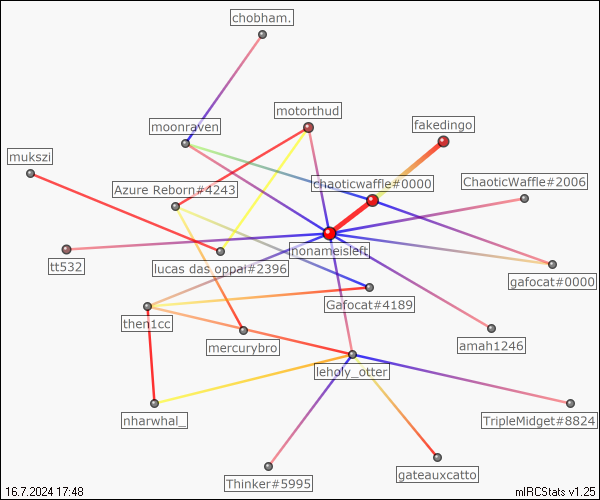 chobham.
motorthud
moonraven
fakedingo
mukszi
chaoticwaffle#0000
ChaoticWaffle#2006
Azure Reborn#4243
nonameisleft
tt532
lucas das oppai#2396
gafocat#0000
Gafocat#4189
then1cc
mercurybro
amah1246
leholy_otter
nharwhal_
TripleMidget#8824
gateauxcatto
Thinker#5995
16.7.2024 17:48
mIRCStats v1.25